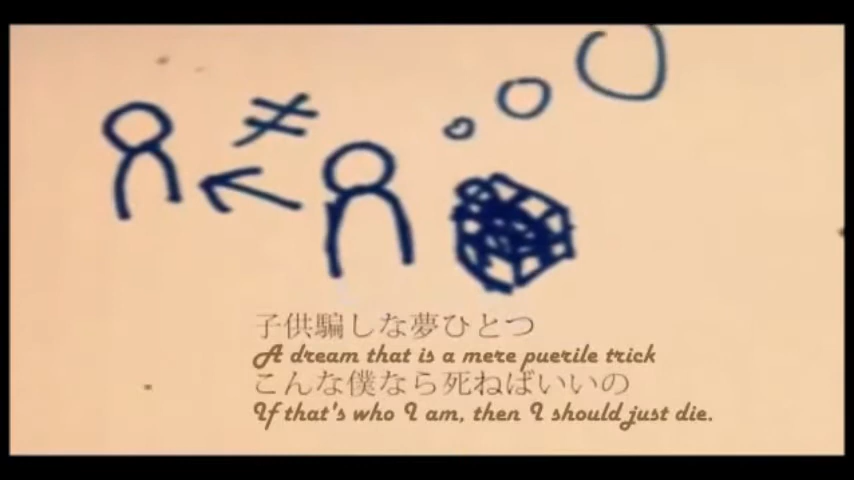 ≠
子供騙しな夢ひとつ
A dream that is a mere puerile trick
こんな僕なら死ねばいいの
If that's who I am, then I should just die.